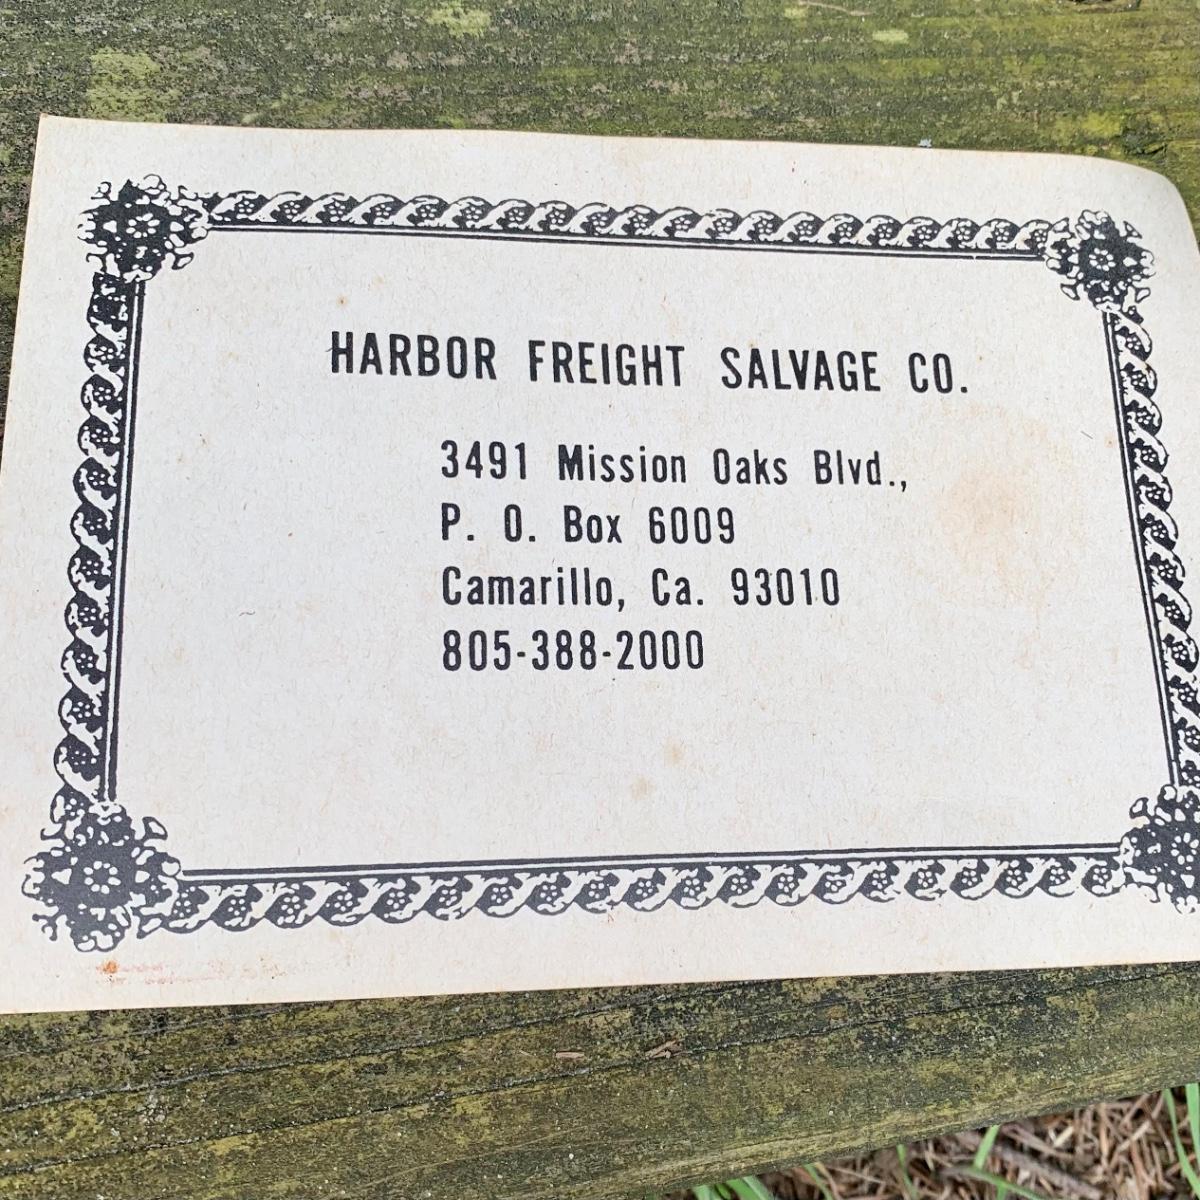 HARBOR FREIGHT SALVAGE CO.
3491 Mission Oaks Blvd.,
P. O. Box 6009
Camarillo, Ca. 93010
805-388-2000